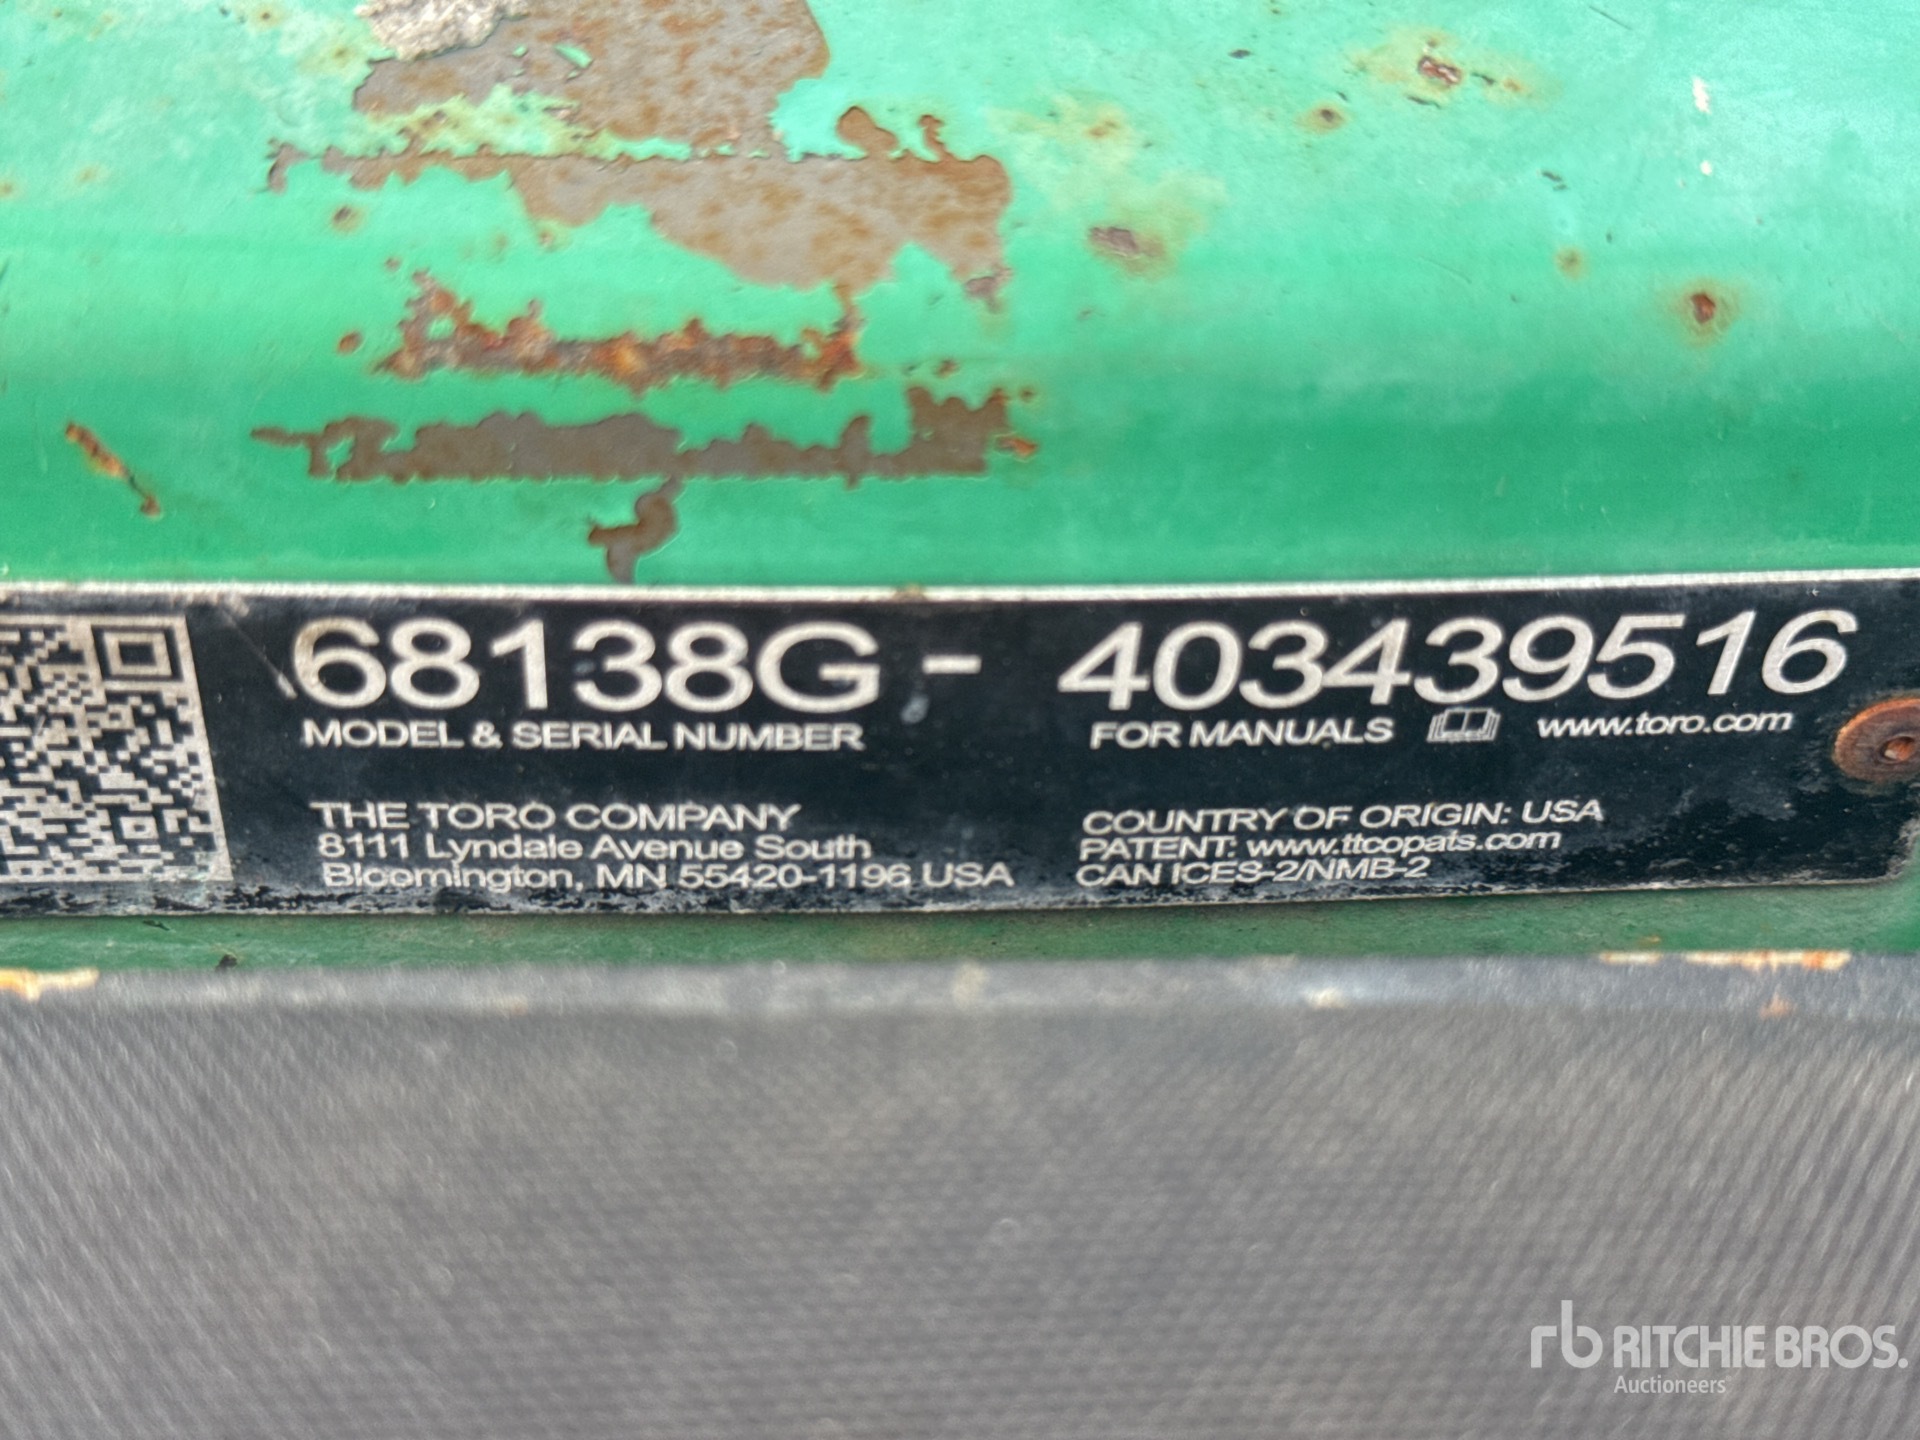 68138G - 403439516
MODEL & SERIAL NUMBER
FOR MANUALS www.toro.com
THE TORO COMPANY
8111 Lyndale Avenue South
Bloomington, MN 55420-1196 USA
COUNTRY OF ORIGIN: USA
PATENT: www.ttcopats.com
CAN ICES-2/NMB-2
rb RITCHIE BROS.
Auctioneers